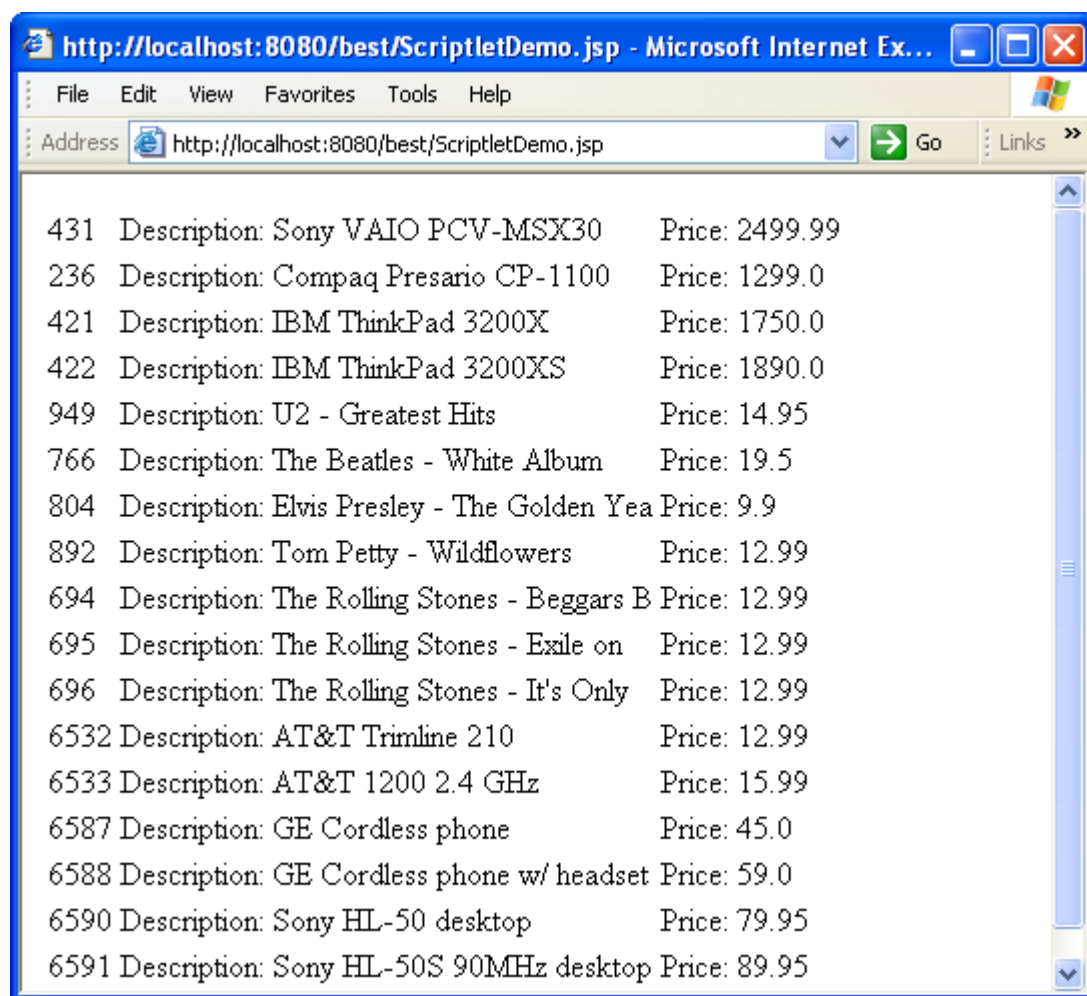 http://localhost:8080/best/ScriptletDemo.jsp - Microsoft Internet Ex...
File Edit View Favorites Tools Help
Address http://localhost:8080/best/ScriptletDemo.jsp Go Links »
431 Description: Sony VAIO PCV-MSX30 Price: 2499.99
236 Description: Compaq Presario CP-1100 Price: 1299.0
421 Description: IBM ThinkPad 3200X Price: 1750.0
422 Description: IBM ThinkPad 3200XS Price: 1890.0
949 Description: U2 - Greatest Hits Price: 14.95
766 Description: The Beatles - White Album Price: 19.5
804 Description: Elvis Presley - The Golden Yea Price: 9.9
892 Description: Tom Petty - Wildflowers Price: 12.99
694 Description: The Rolling Stones - Beggars B Price: 12.99
695 Description: The Rolling Stones - Exile on Price: 12.99
696 Description: The Rolling Stones - It's Only Price: 12.99
6532 Description: AT&T Trimline 210 Price: 12.99
6533 Description: AT&T 1200 2.4 GHz Price: 15.99
6587 Description: GE Cordless phone Price: 45.0
6588 Description: GE Cordless phone w/ headset Price: 59.0
6590 Description: Sony HL-50 desktop Price: 79.95
6591 Description: Sony HL-50S 90MHz desktop Price: 89.95